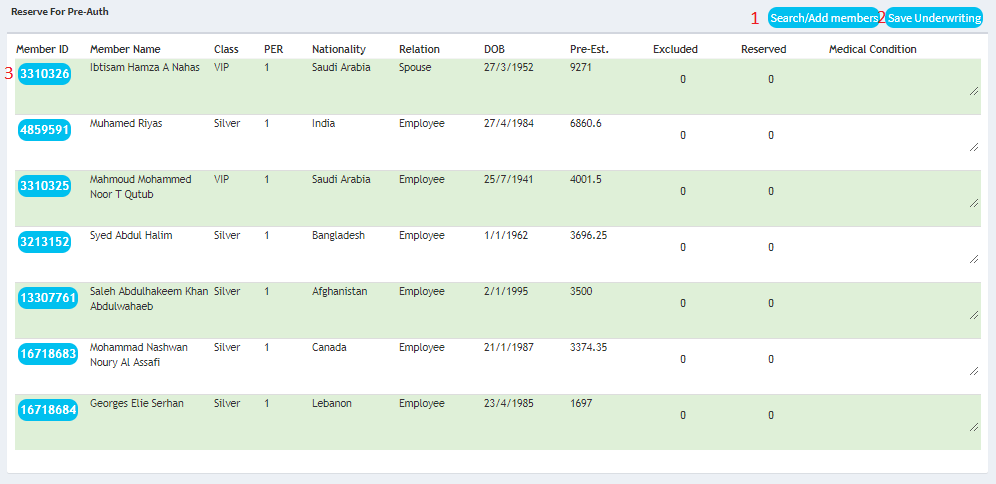 Reserve For Pre-Auth 1 Search/Add members 2 Save Underwriting
Member ID Member Name Class PER Nationality Relation DOB Pre-Est. Excluded Reserved Medical Condition
3 3310326 Ibtisam Hamza A Nahas VIP 1 Saudi Arabia Spouse 27/3/1952 9271 0 0
4859591 Muhamed Riyas Silver 1 India Employee 27/4/1984 6860.6 0 0
3310325 Mahmoud Mohammed VIP 1 Saudi Arabia Employee 25/7/1941 4001.5 0 0
Noor T Qutub
3213152 Syed Abdul Halim Silver 1 Bangladesh Employee 1/1/1962 3696.25 0 0
13307761 Saleh Abdulhakeem Khan Silver 1 Afghanistan Employee 2/1/1995 3500 0 0
Abdulwahaeb
16718683 Mohammad Nashwan Silver 1 Canada Employee 21/1/1987 3374.35 0 0
Noury Al Assafi
16718684 Georges Elie Serhan Silver 1 Lebanon Employee 23/4/1985 1697 0 0